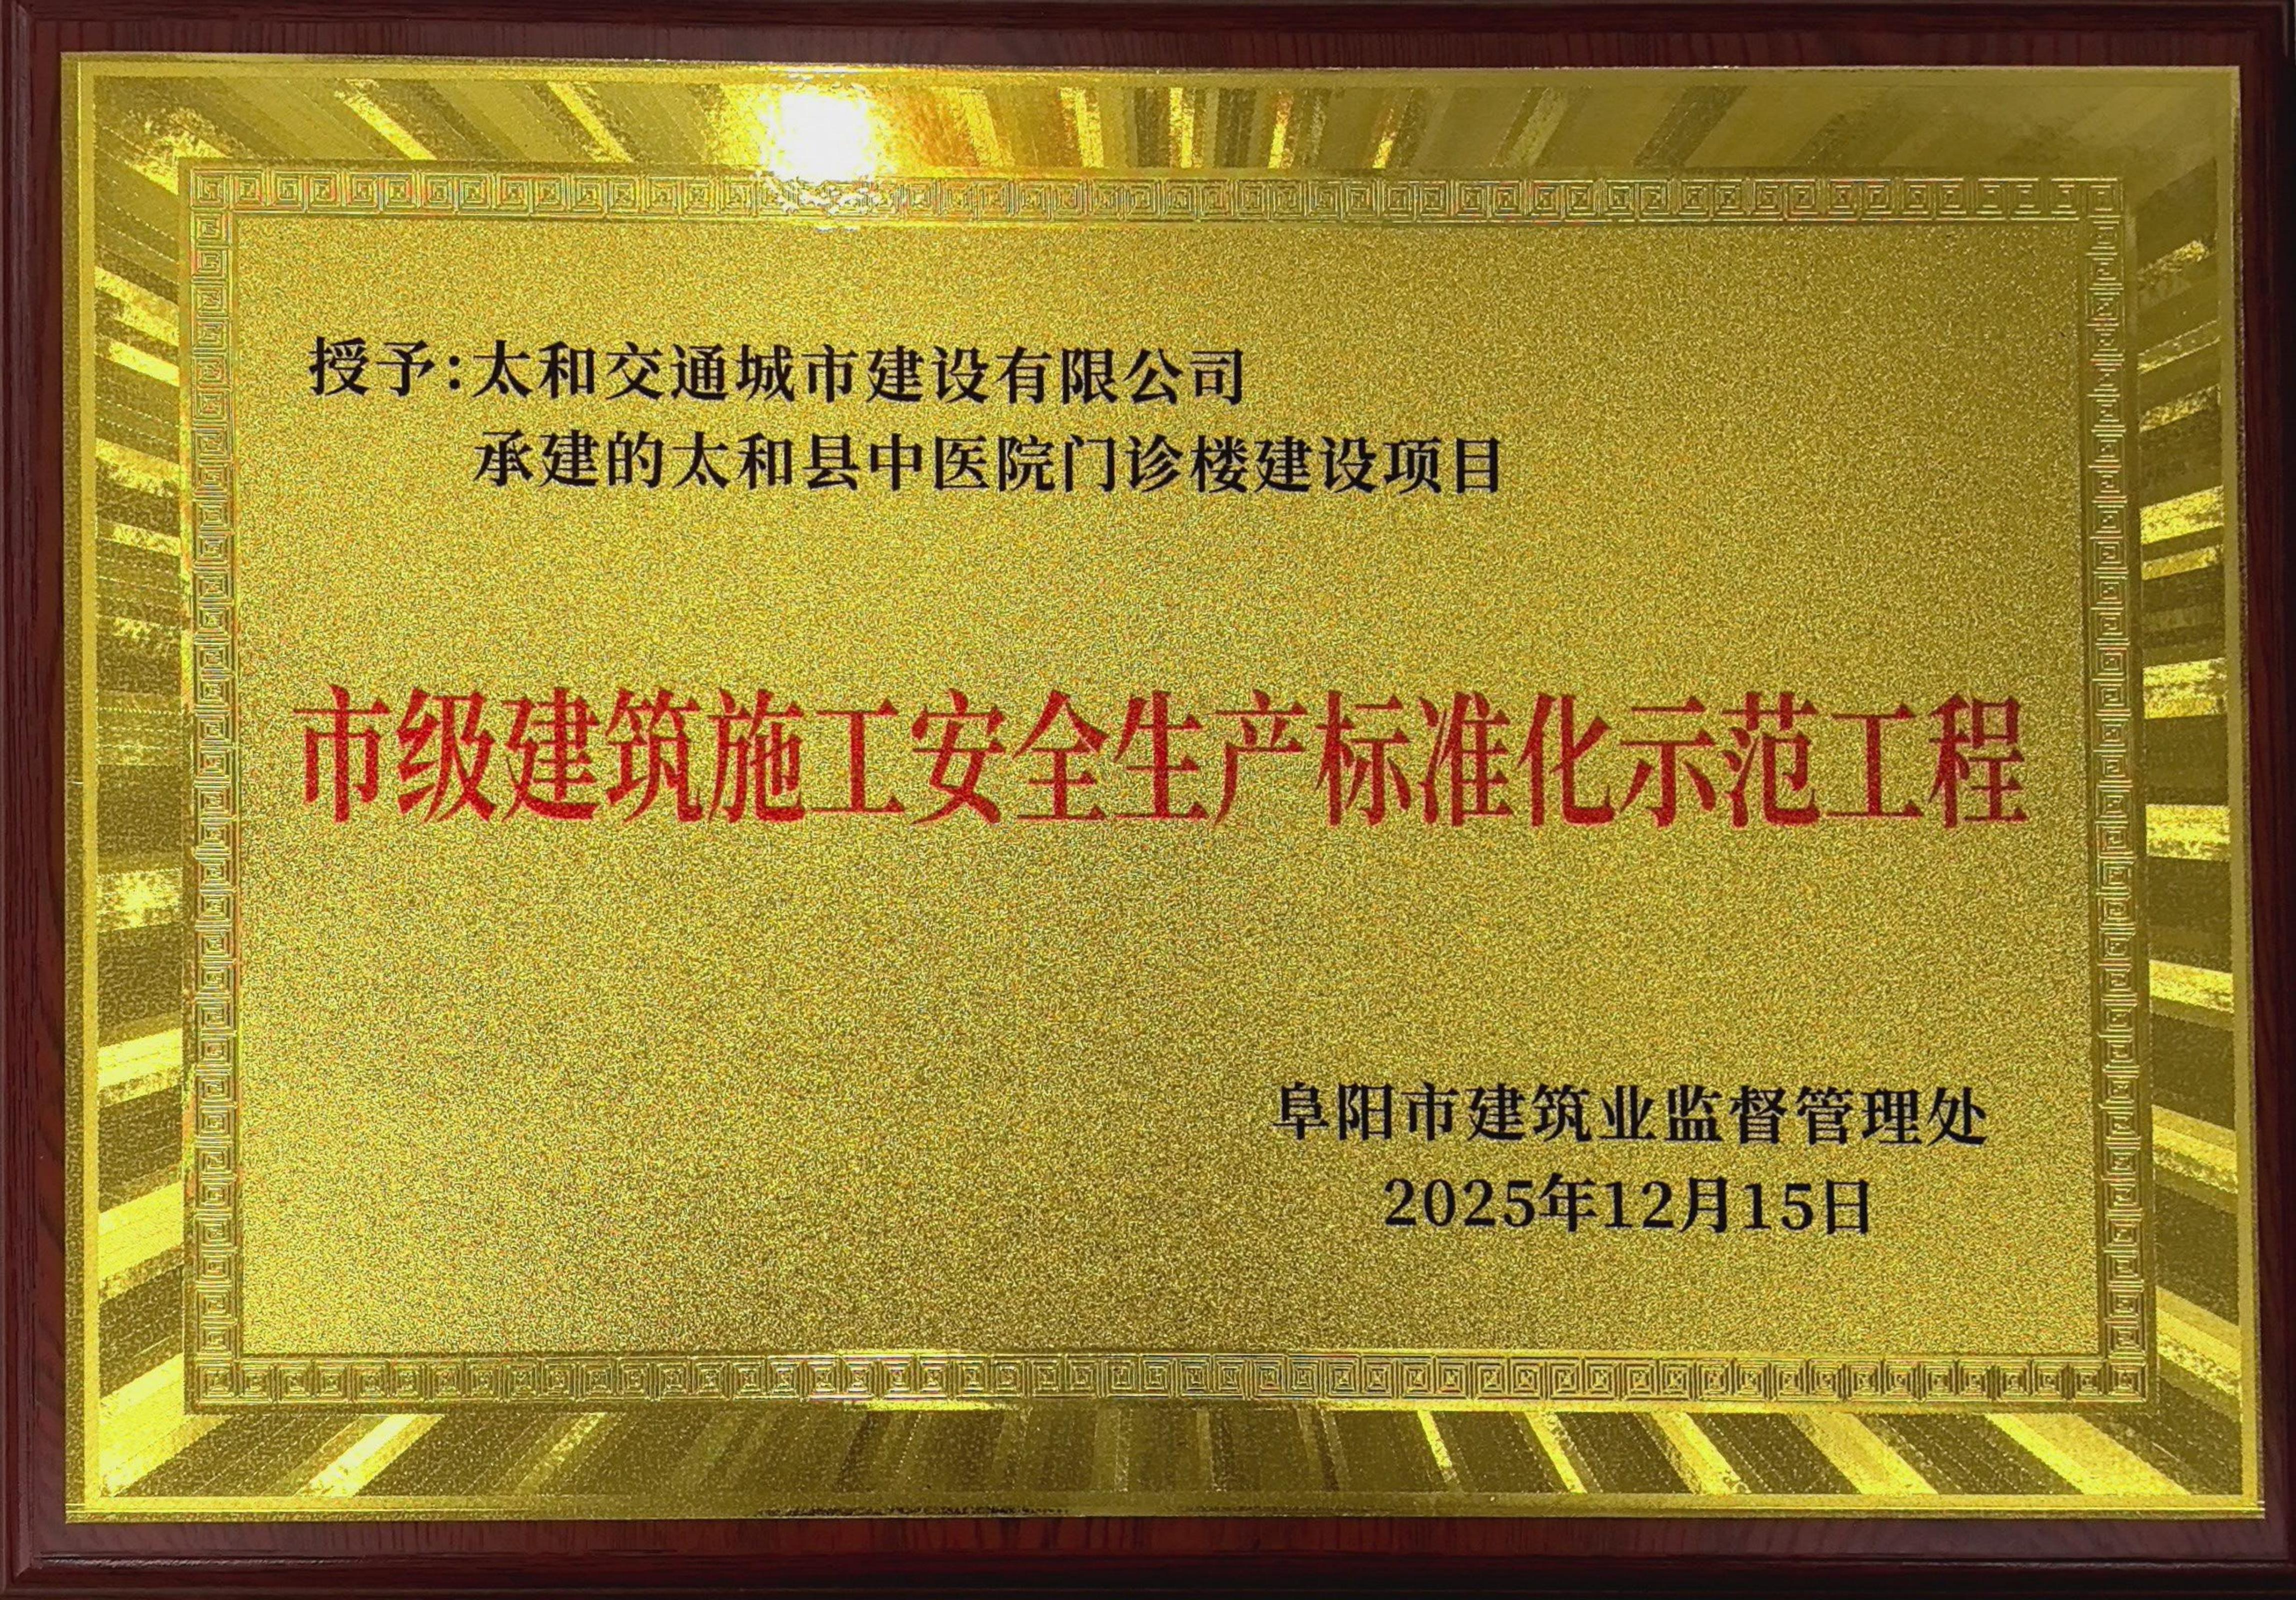 授予:太和交通城市建设有限公司
承建的太和县中医院门诊楼建设项目
市级建筑施工安全生产标准化示范工程
阜阳市建筑业监督管理处
2025年12月15日